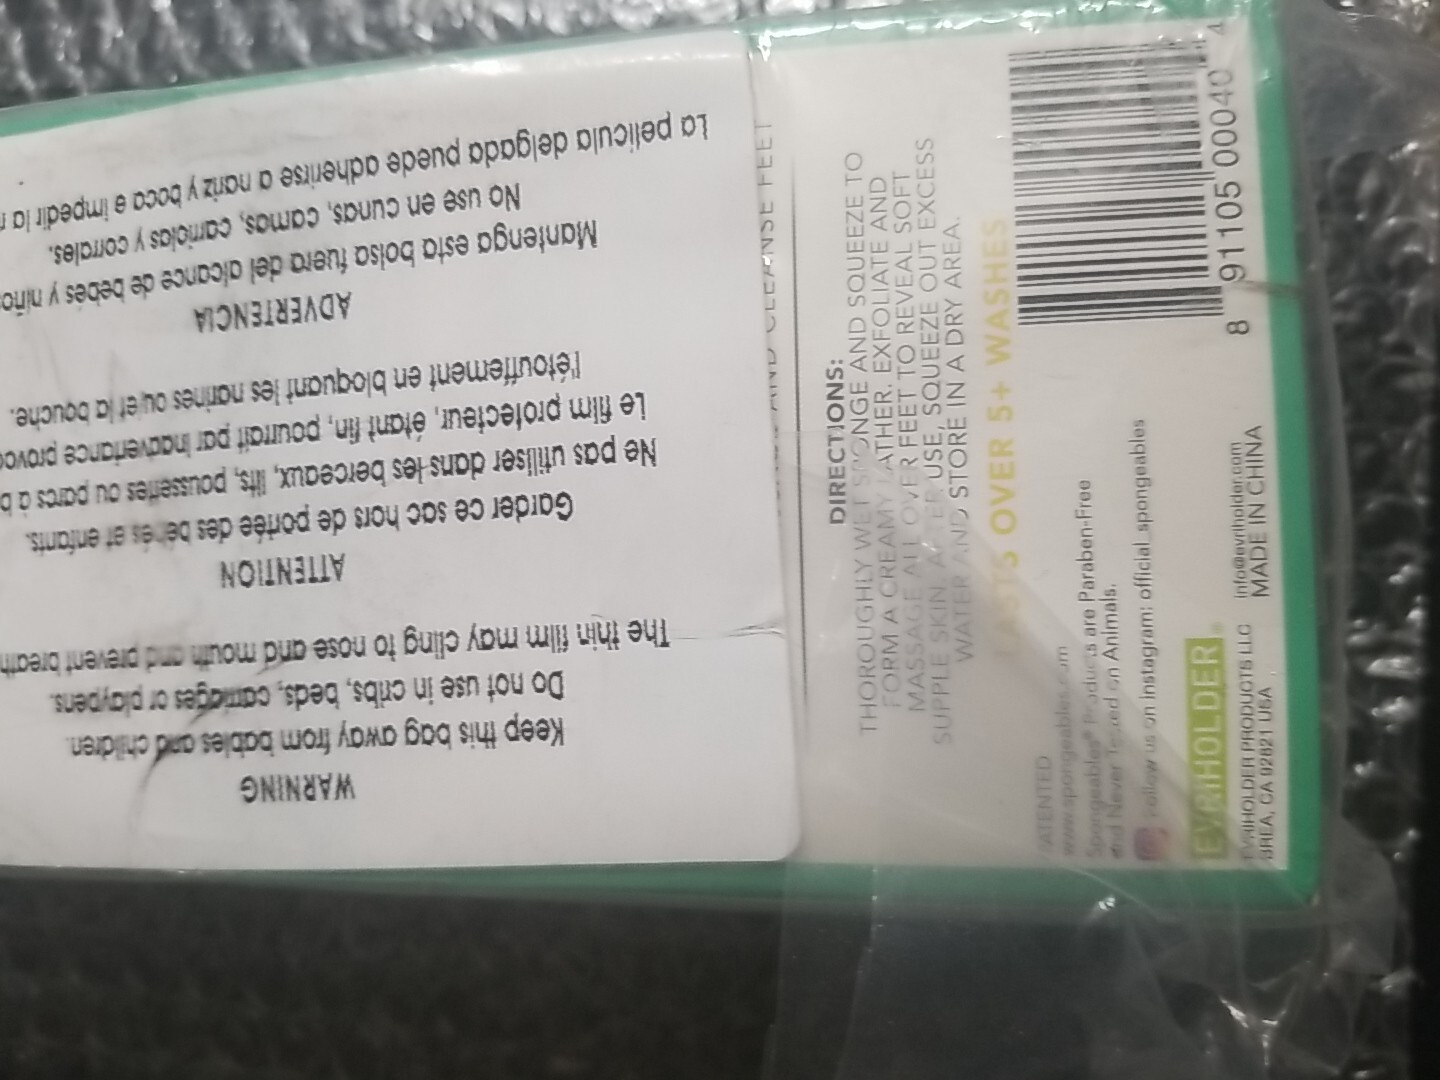 WARNING
Keep this bag away from babies and children.
Do not use in cribs, beds, carriages or playpens.
The thin film may cling to nose and mouth and prevent
ATTENTION
Garder ce sac hors de portée des bébés et enfants.
Ne pas utiliser dans les berceaux, lits, poussettes ou parcs à
Le film protecteur, étant fin, pourrait par inadvertance
l'étouffement en bloquant les narines ou et la bouche.
ADVERTENCIA
Mantenga esta bolsa fuera del alcance de bebés y
No use en cunas, camas, carriolas y corrales.
La película delgada puede adherirse a nariz y boca e impedir la
AND CLEANSE FEET
DIRECTIONS:
THOROUGHLY WET SPONGE AND SQUEEZE TO
FORM A CREAMY LATHER. EXFOLIATE AND
MASSAGE ALL OVER FEET TO REVEAL SOFT
SUPPLE SKIN. AFTER USE, SQUEEZE OUT EXCESS
WATER AND STORE IN A DRY AREA.
LASTS OVER 5+ WASHES
PATENTED
www.spongeables.com
Spongeables® Products are Paraben-Free
and Never Tested on Animals.
Follow us on instagram: official_spongeables
EVRIHOLDER®
EVRIHOLDER PRODUCTS LLC
BREA, CA 92821 USA
info@evriholder.com
MADE IN CHINA
8 91105 00040 4